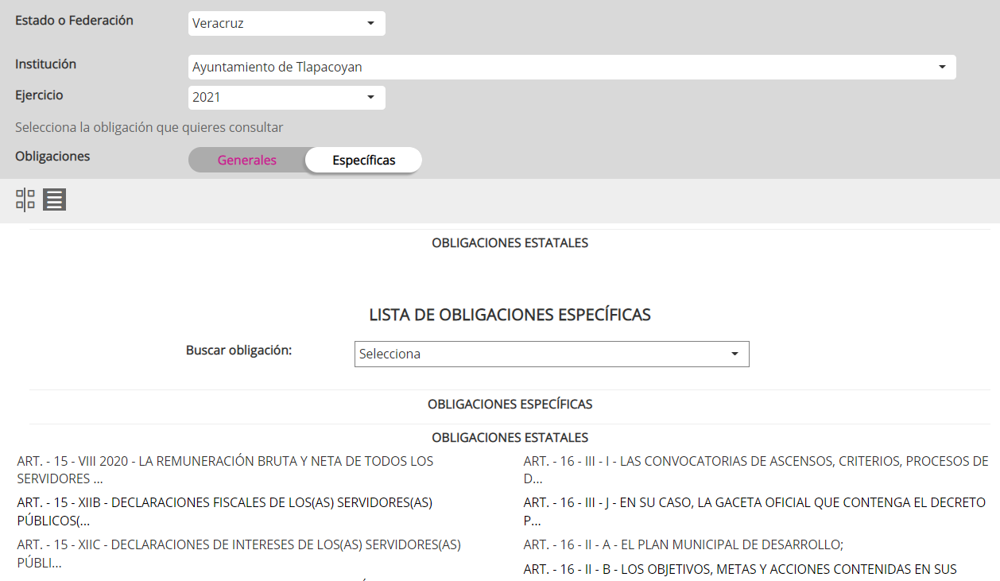 Estado o Federación
Veracruz
Institución
Ayuntamiento de Tlapacoyan
Ejercicio
2021
Selecciona la obligación que quieres consultar
Obligaciones
Generales
Específicas
OBLIGACIONES ESTATALES
LISTA DE OBLIGACIONES ESPECÍFICAS
Buscar obligación:
Selecciona
OBLIGACIONES ESPECÍFICAS
OBLIGACIONES ESTATALES
ART. - 15 - VIII 2020 - LA REMUNERACIÓN BRUTA Y NETA DE TODOS LOS
SERVIDORES ...
ART. - 15 - XIIB - DECLARACIONES FISCALES DE LOS(AS) SERVIDORES(AS)
PÚBLICOS(...
ART. - 15 - XIIC - DECLARACIONES DE INTERESES DE LOS(AS) SERVIDORES(AS)
PÚBLI...
ART. - 16 - III - I - LAS CONVOCATORIAS DE ASCENSOS, CRITERIOS, PROCESOS DE
D...
ART. - 16 - III - J - EN SU CASO, LA GACETA OFICIAL QUE CONTENGA EL DECRETO
P...
ART. - 16 - II - A - EL PLAN MUNICIPAL DE DESARROLLO;
ART. - 16 - II - B - LOS OBJETIVOS, METAS Y ACCIONES CONTENIDAS EN SUS